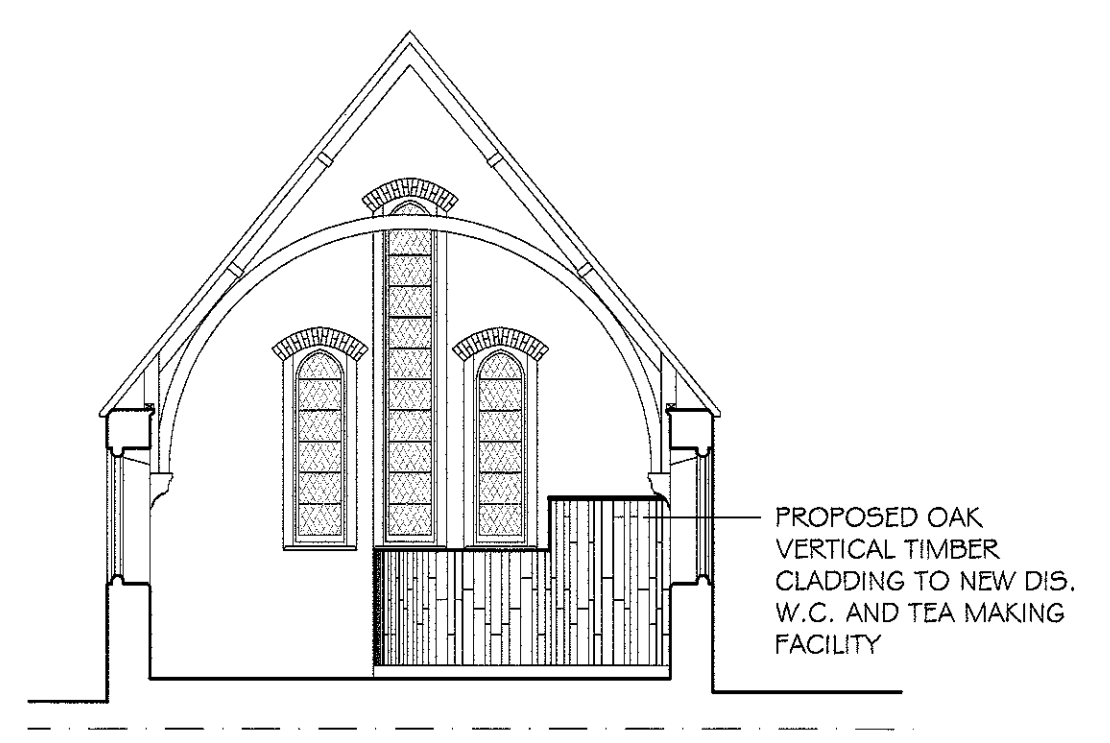 PROPOSED OAK
VERTICAL TIMBER
CLADDING TO NEW DIS.
W.C. AND TEA MAKING
FACILITY